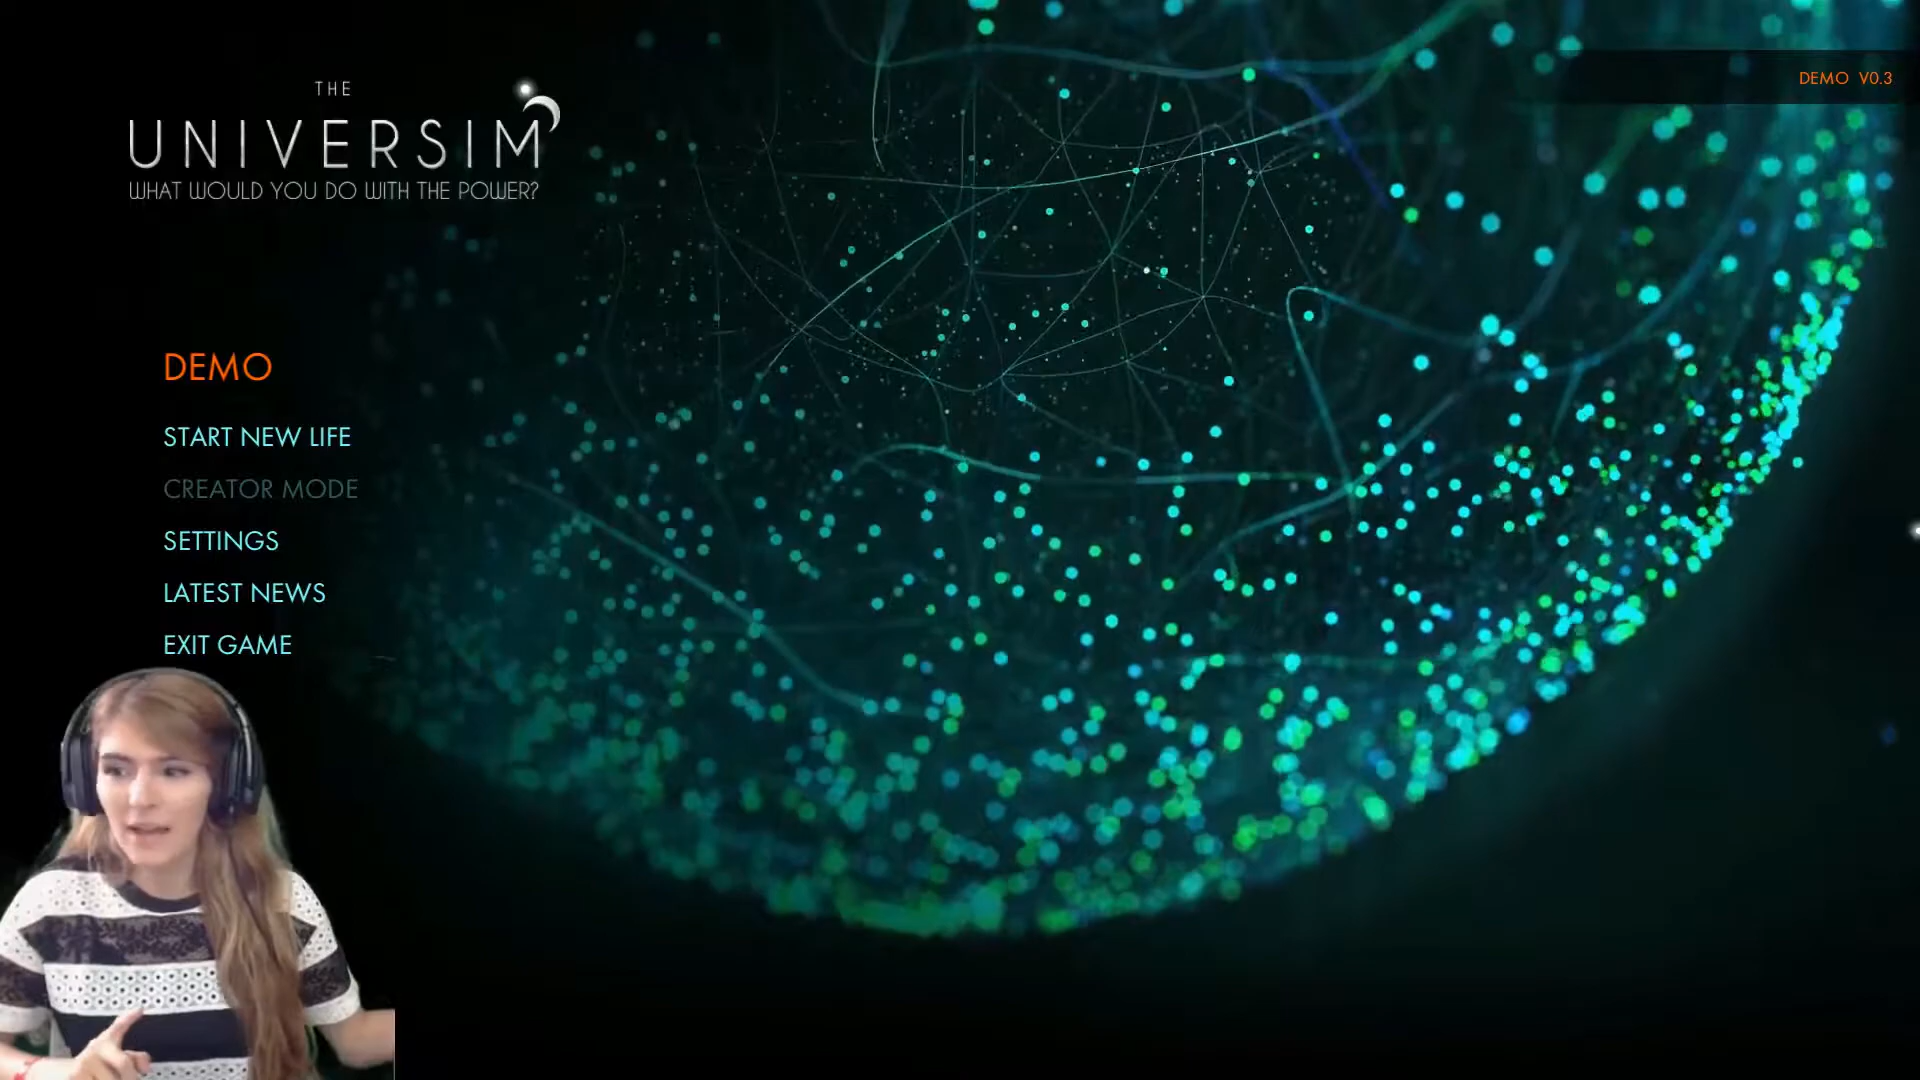 THE
UNIVERSIM
WHAT WOULD YOU DO WITH THE POWER?
DEMO V0.3
DEMO
START NEW LIFE
CREATOR MODE
SETTINGS
LATEST NEWS
EXIT GAME